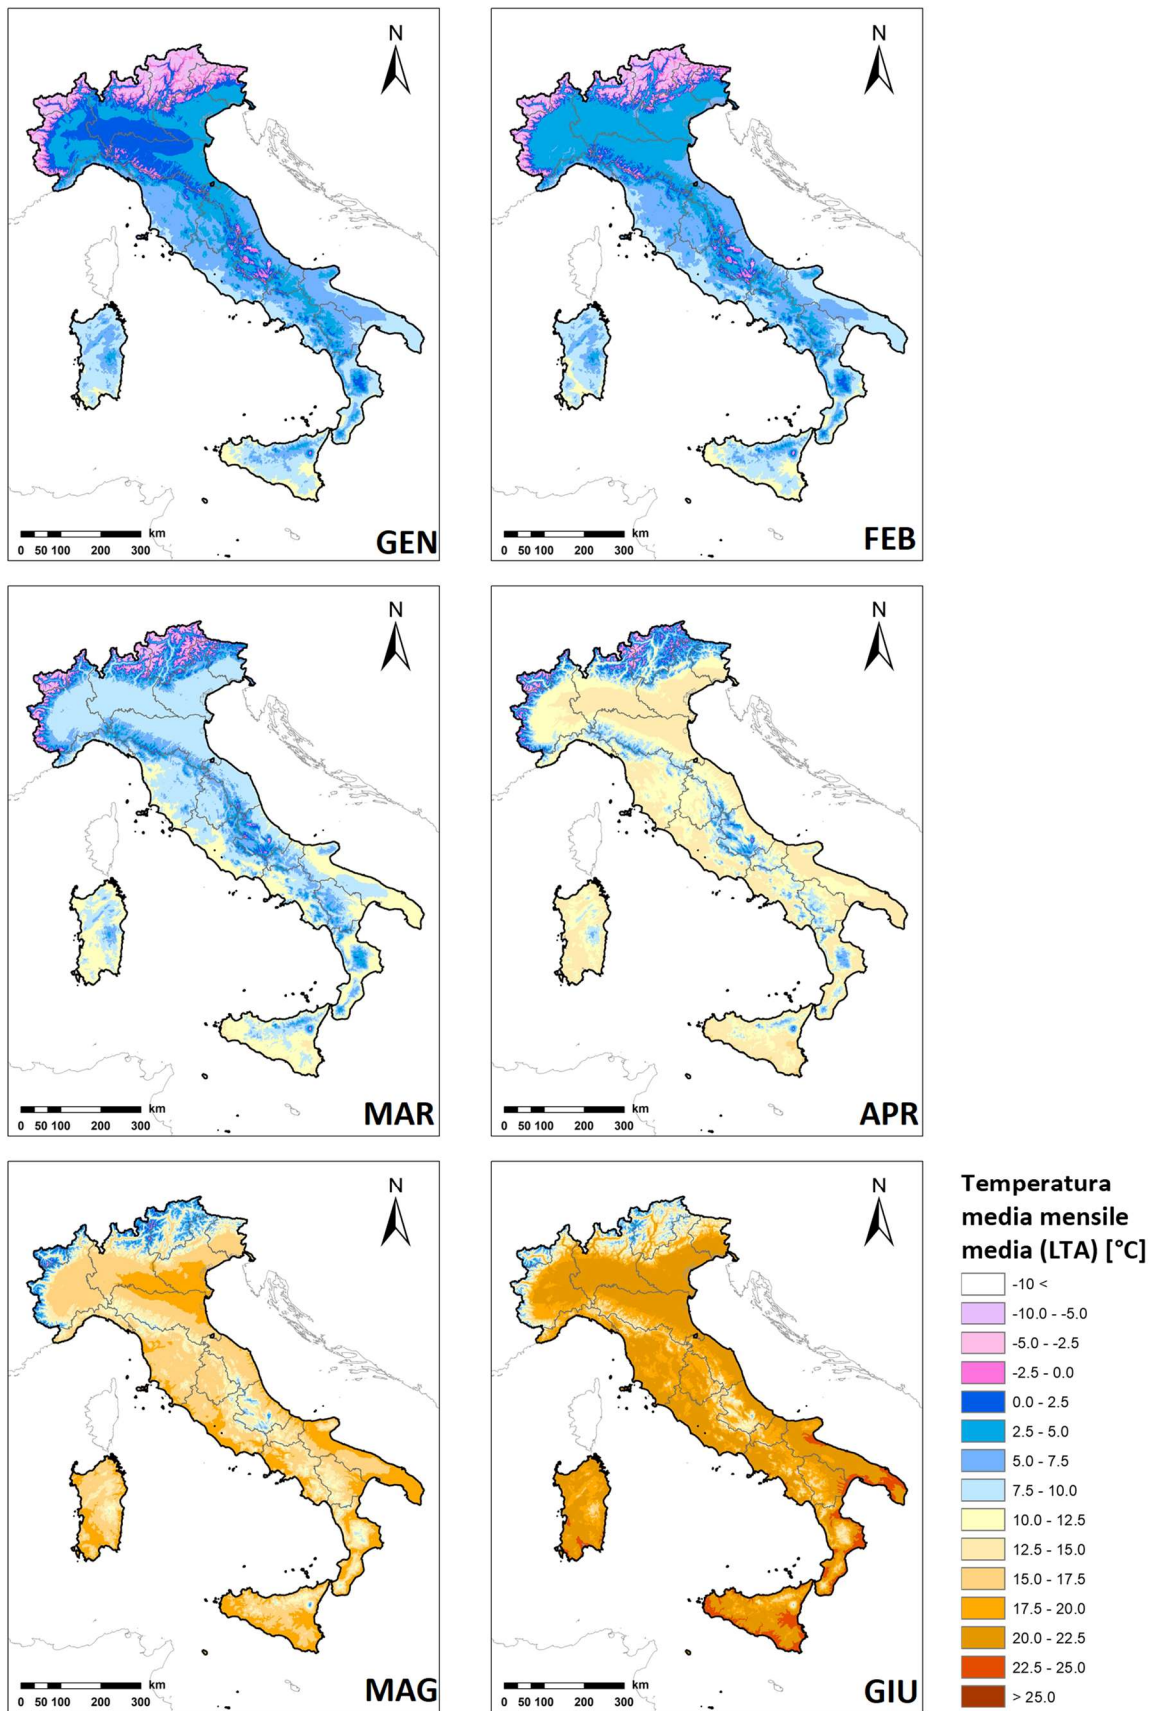 N
km
0 50 100 200 300
GEN
N
km
0 50 100 200 300
FEB
N
km
0 50 100 200 300
MAR
N
km
0 50 100 200 300
APR
N
km
0 50 100 200 300
MAG
N
km
0 50 100 200 300
GIU
Temperatura
media mensile
media (LTA) [°C]
-10 <
-10.0 - -5.0
-5.0 - -2.5
-2.5 - 0.0
0.0 - 2.5
2.5 - 5.0
5.0 - 7.5
7.5 - 10.0
10.0 - 12.5
12.5 - 15.0
15.0 - 17.5
17.5 - 20.0
20.0 - 22.5
22.5 - 25.0
> 25.0